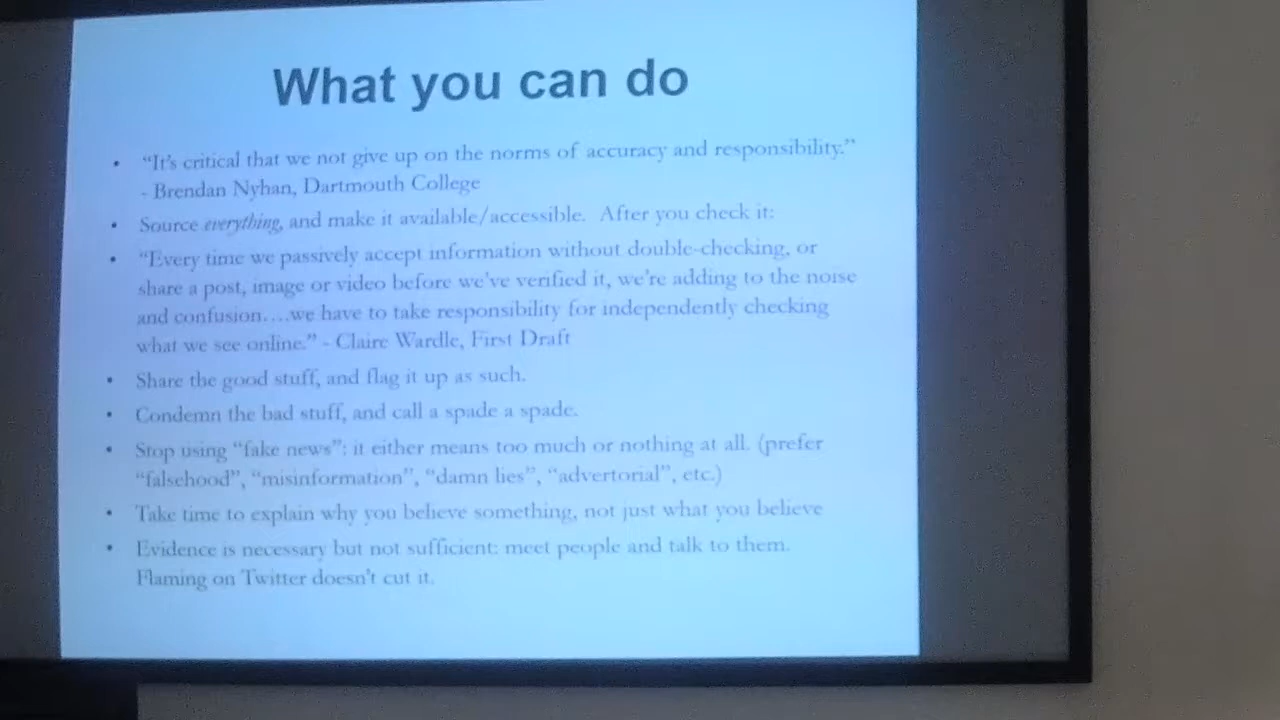 What you can do
• “It’s critical that we not give up on the norms of accuracy and responsibility.”
- Brendan Nyhan, Dartmouth College
• Source everything, and make it available/accessible. After you check it:
• “Every time we passively accept information without double-checking, or
share a post, image or video before we’ve verified it, we’re adding to the noise
and confusion….we have to take responsibility for independently checking
what we see online.” - Claire Wardle, First Draft
• Share the good stuff, and flag it up as such.
• Condemn the bad stuff, and call a spade a spade.
• Stop using “fake news”: it either means too much or nothing at all. (prefer
“falsehood”, “misinformation”, “damn lies”, “advertorial”, etc.)
• Take time to explain why you believe something, not just what you believe
• Evidence is necessary but not sufficient: meet people and talk to them.
Flaming on Twitter doesn’t cut it.